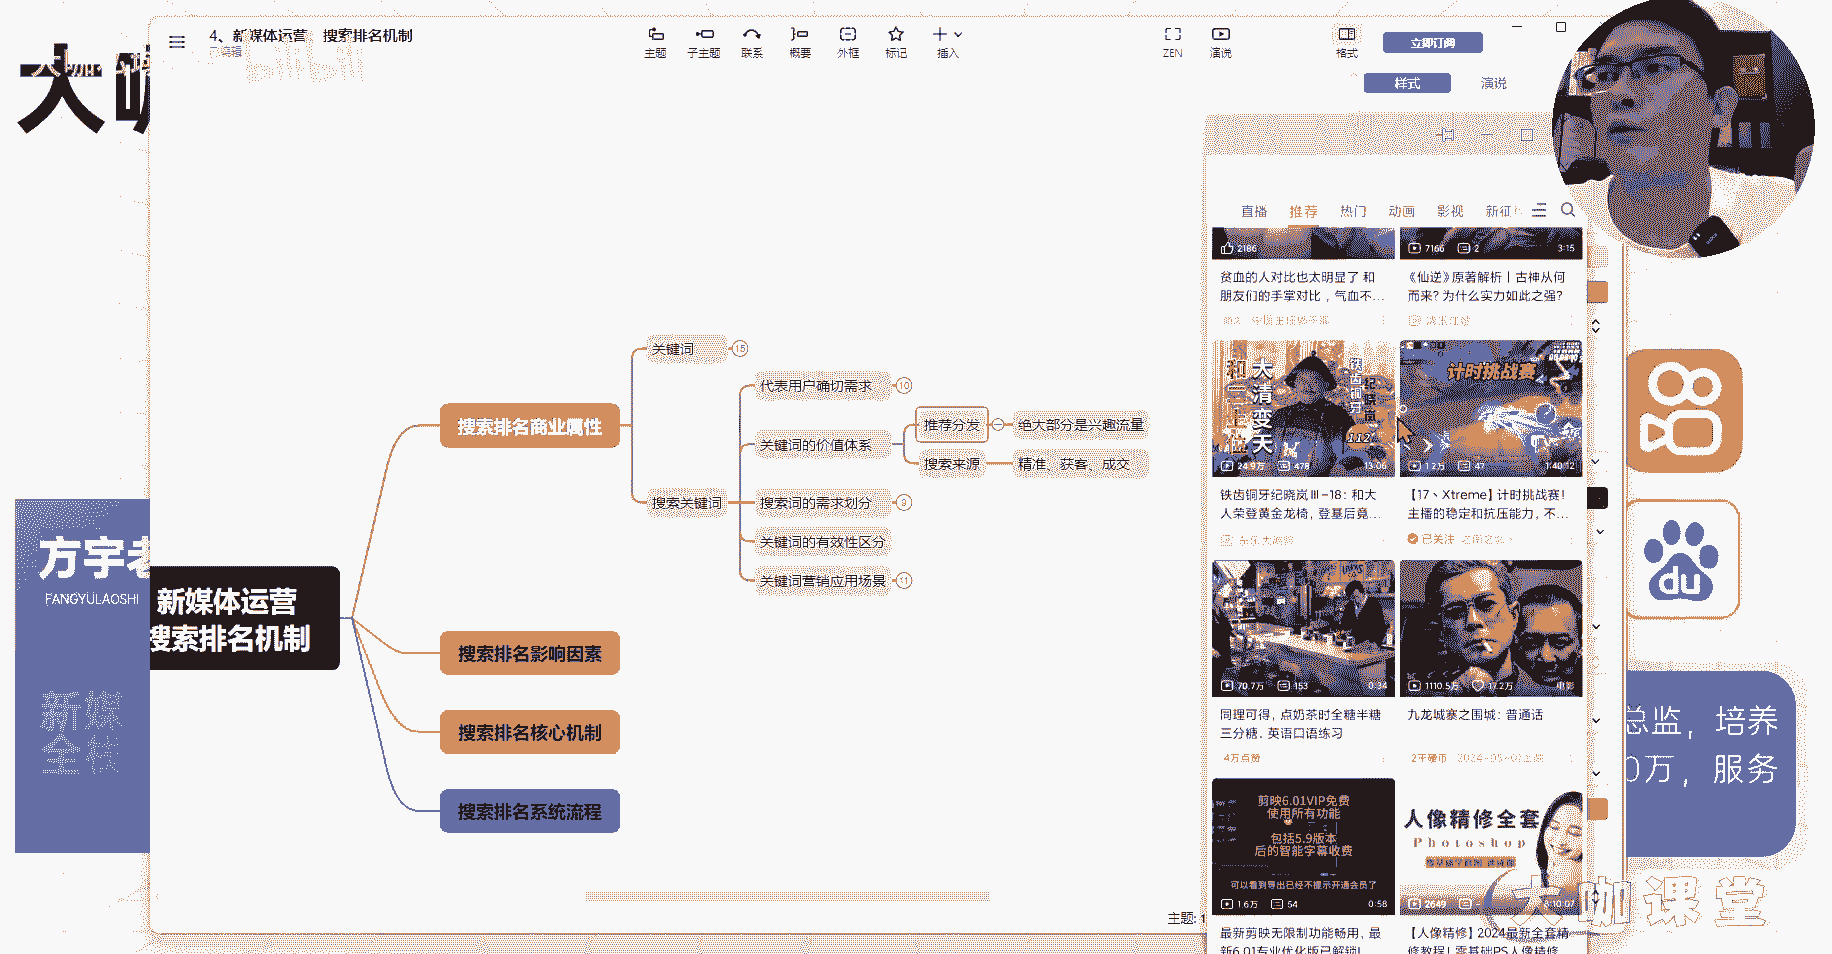 4、新媒体运营 搜索排名机制
已编辑
bilibili
主题
子主题
联系
概要
外框
标记
插入
ZEN
演说
格式
立即订阅
样式
演说
大咖
方宇老
FANGYULAOSHI
新媒
全栈
新媒体运营
搜索排名机制
搜索排名商业属性
搜索排名影响因素
搜索排名核心机制
搜索排名系统流程
关键词
15
搜索关键词
代表用户确切需求
10
关键词的价值体系
推荐分发
绝大部分是兴趣流量
搜索来源
精准、获客、成交
搜索词的需求划分
9
关键词的有效性区分
关键词营销应用场景
11
主题: 1
直播
推荐
热门
动画
影视
新征
2186
7166
2
3:15
贫血的人对比也太明显了 和
朋友们的手掌对比，气血不...
《仙逆》原著解析丨古神从何
而来？为什么实力如此之强？
和二上
大清变天
铁齿铜牙
纪晓岚
112
24.9万
478
13:06
计时挑战赛
1.2万
47
1:40:12
铁齿铜牙纪晓岚Ⅲ-18：和大
人荣登黄金龙椅，登基后竟...
【17丶Xtreme】计时挑战赛！
主播的稳定和抗压能力，不...
已关注
70.7万
153
0:34
1110.5万
17.2万
电影
同理可得，点奶茶时全糖半糖
三分糖，英语口语练习
4万点赞
九龙城寨之围城：普通话
剪映6.01VIP免费
使用所有功能
包括5.9版本
后的智能字幕收费
可以看到导出已经不提示开通会员了
1.6万
54
0:58
人像精修全套
Photoshop
2649
8:10:07
最新剪映无限制功能畅用，最
新6.01专业优化版已解锁！
【人像精修】2024最新全套精
修教程！零基础PS人像精修
du
总监，培养
0万，服务
大咖课堂